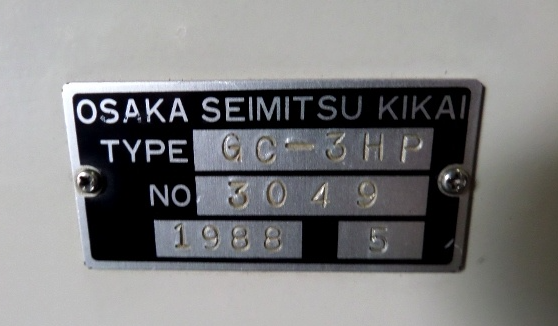 OSAKA SEIMITSU KIKAI
TYPE GC-3HP
NO 3049
1988 5